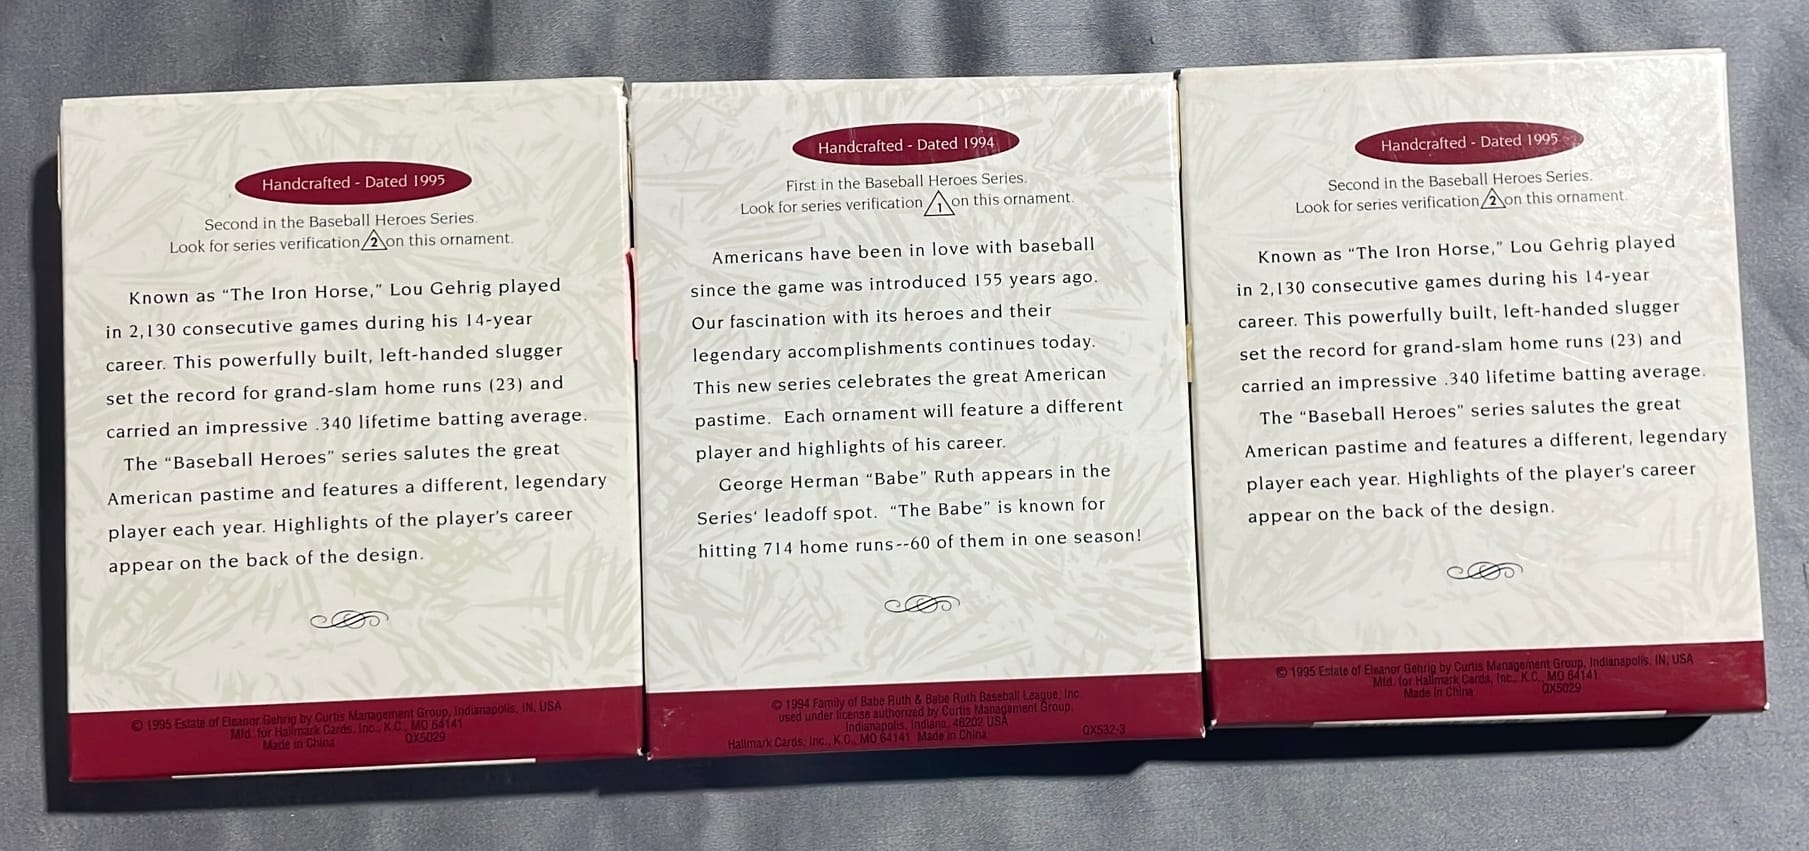 Handcrafted - Dated 1995
Second in the Baseball Heroes Series.
Look for series verification 2 on this ornament.
Known as “The Iron Horse,” Lou Gehrig played
in 2,130 consecutive games during his 14-year
career. This powerfully built, left-handed slugger
set the record for grand-slam home runs (23) and
carried an impressive .340 lifetime batting average.
The “Baseball Heroes” series salutes the great
American pastime and features a different, legendary
player each year. Highlights of the player’s career
appear on the back of the design.
© 1995 Estate of Eleanor Gehrig by Curtis Management Group, Indianapolis, IN, USA
Mfd. for Hallmark Cards, Inc., K.C., MO 64141
Made in China QX5029
Handcrafted - Dated 1994
First in the Baseball Heroes Series.
Look for series verification 1 on this ornament.
Americans have been in love with baseball
since the game was introduced 155 years ago.
Our fascination with its heroes and their
legendary accomplishments continues today.
This new series celebrates the great American
pastime. Each ornament will feature a different
player and highlights of his career.
George Herman “Babe” Ruth appears in the
Series' leadoff spot. “The Babe” is known for
hitting 714 home runs--60 of them in one season!
© 1994 Family of Babe Ruth & Babe Ruth Baseball League, Inc.
used under license authorized by Curtis Management Group,
Indianapolis, Indiana, 46202 USA
Hallmark Cards, Inc., K.C., MO 64141 Made in China QX532-3
Handcrafted - Dated 1995
Second in the Baseball Heroes Series.
Look for series verification 2 on this ornament.
Known as “The Iron Horse,” Lou Gehrig played
in 2,130 consecutive games during his 14-year
career. This powerfully built, left-handed slugger
set the record for grand-slam home runs (23) and
carried an impressive .340 lifetime batting average.
The “Baseball Heroes” series salutes the great
American pastime and features a different, legendary
player each year. Highlights of the player’s career
appear on the back of the design.
© 1995 Estate of Eleanor Gehrig by Curtis Management Group, Indianapolis, IN, USA
Mfd. for Hallmark Cards, Inc., K.C., MO 64141
Made in China QX5029